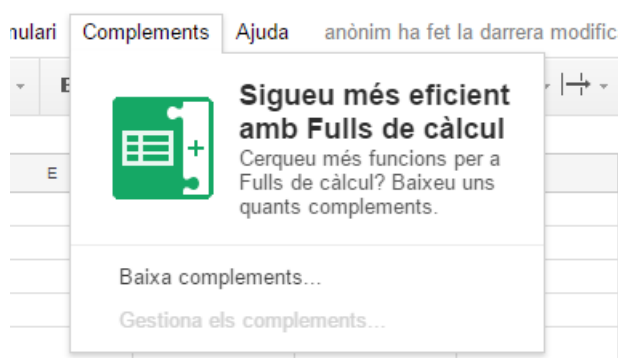 Complements Ajuda anònim ha fet la darrera modific
Sigueu més eficient
amb Fulls de càlcul
Cerqueu més funcions per a
Fulls de càlcul? Baixeu uns
quants complements.
E
Baixa complements...
Gestiona els complements...